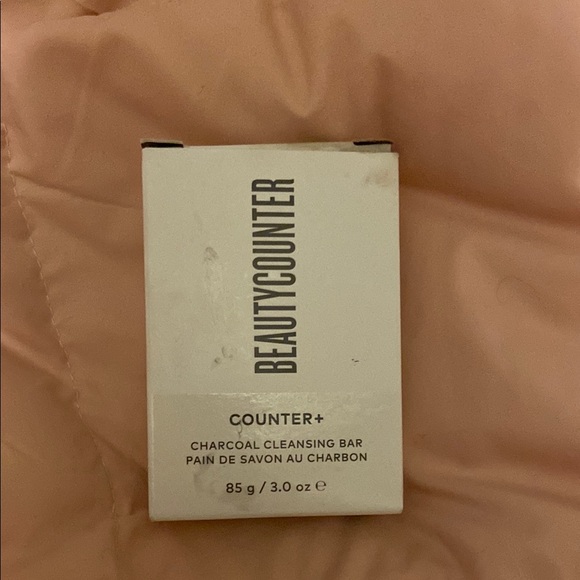 BEAUTYCOUNTER
COUNTER+
CHARCOAL CLEANSING BAR
PAIN DE SAVON AU CHARBON
85 g / 3.0 oz ℮